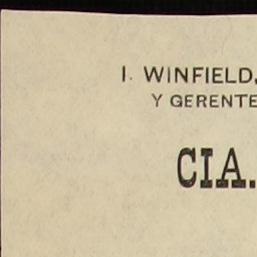 I. WINFIELD,
Y GERENTE
CIA.